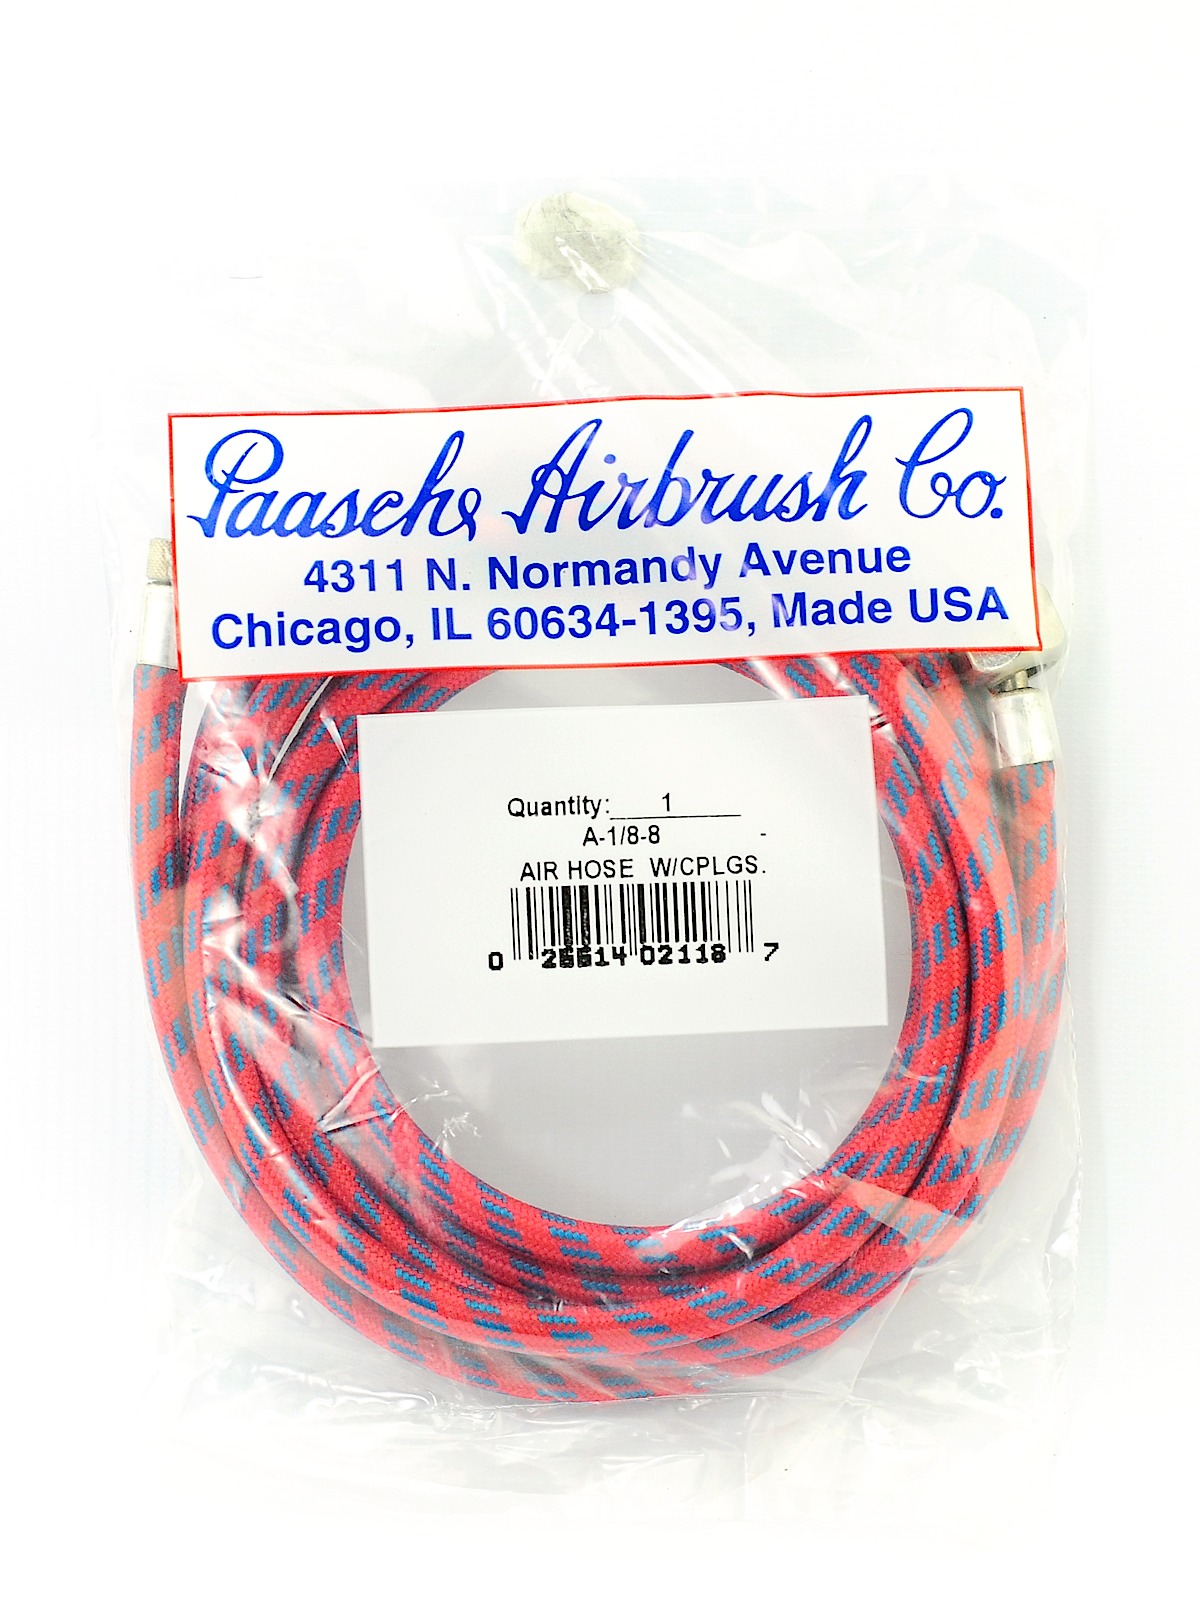 Paasche Airbrush Co.
4311 N. Normandy Avenue
Chicago, IL 60634-1395, Made USA
Quantity: 1
A-1/8-8 -
AIR HOSE W/CPLGS.
0 02118 7